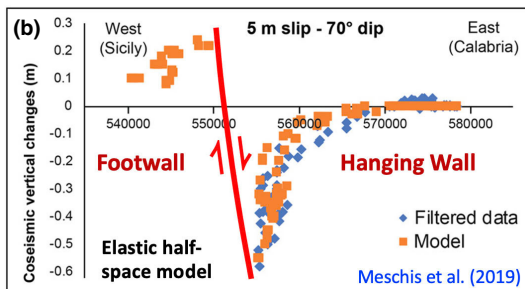 (b)
West
(Sicily)
5 m slip - 70° dip
East
(Calabria)
Coseismic vertical changes (m)
0.3
0.2
0.1
0
-0.1
-0.2
-0.3
-0.4
-0.5
-0.6
540000 550000 560000 570000 580000
Footwall
Hanging Wall
Elastic half-
space model
Filtered data
Model
Meschis et al. (2019)